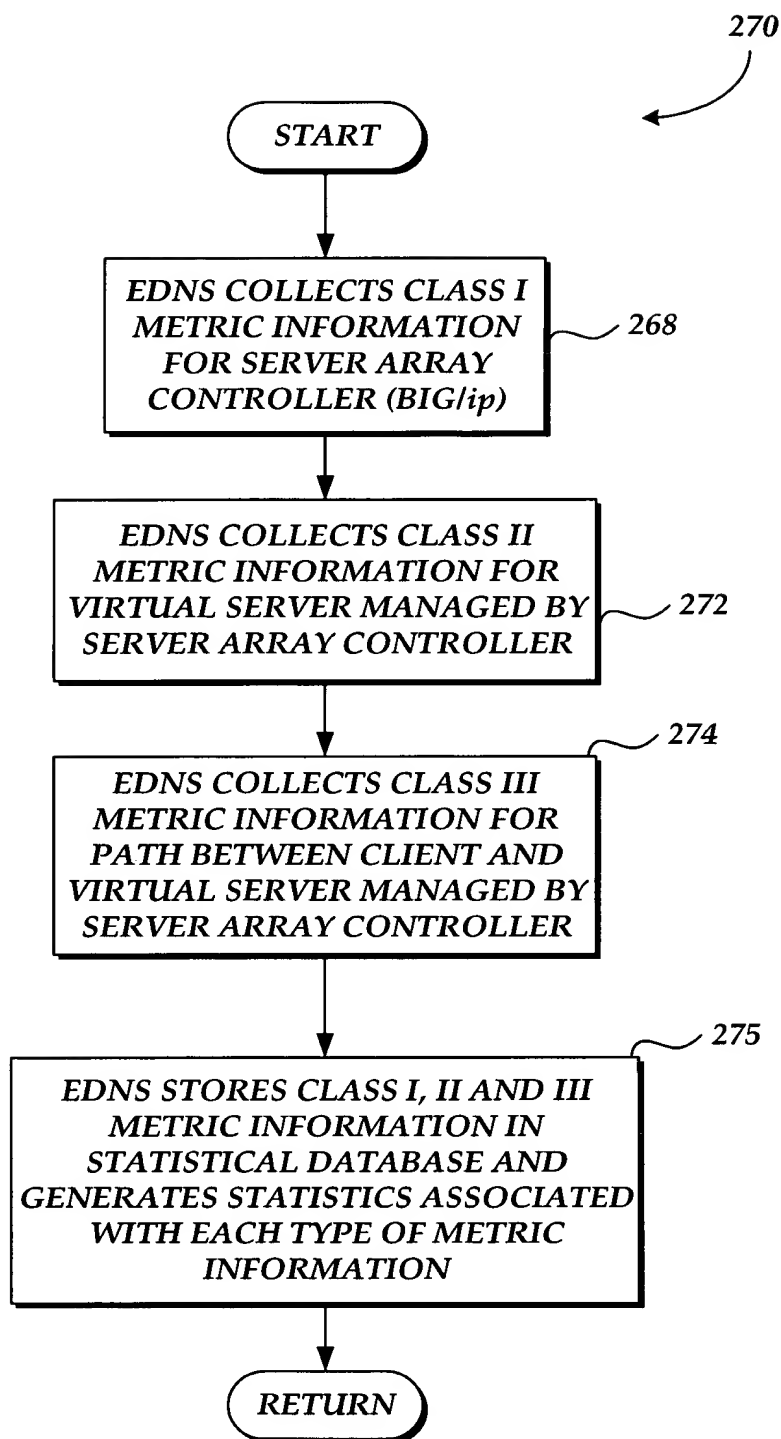 270
START
EDNS COLLECTS CLASS I
METRIC INFORMATION
FOR SERVER ARRAY
CONTROLLER (BIG/ip)
268
EDNS COLLECTS CLASS II
METRIC INFORMATION FOR
VIRTUAL SERVER MANAGED BY
SERVER ARRAY CONTROLLER
272
274
EDNS COLLECTS CLASS III
METRIC INFORMATION FOR
PATH BETWEEN CLIENT AND
VIRTUAL SERVER MANAGED BY
SERVER ARRAY CONTROLLER
275
EDNS STORES CLASS I, II AND III
METRIC INFORMATION IN
STATISTICAL DATABASE AND
GENERATES STATISTICS ASSOCIATED
WITH EACH TYPE OF METRIC
INFORMATION
RETURN